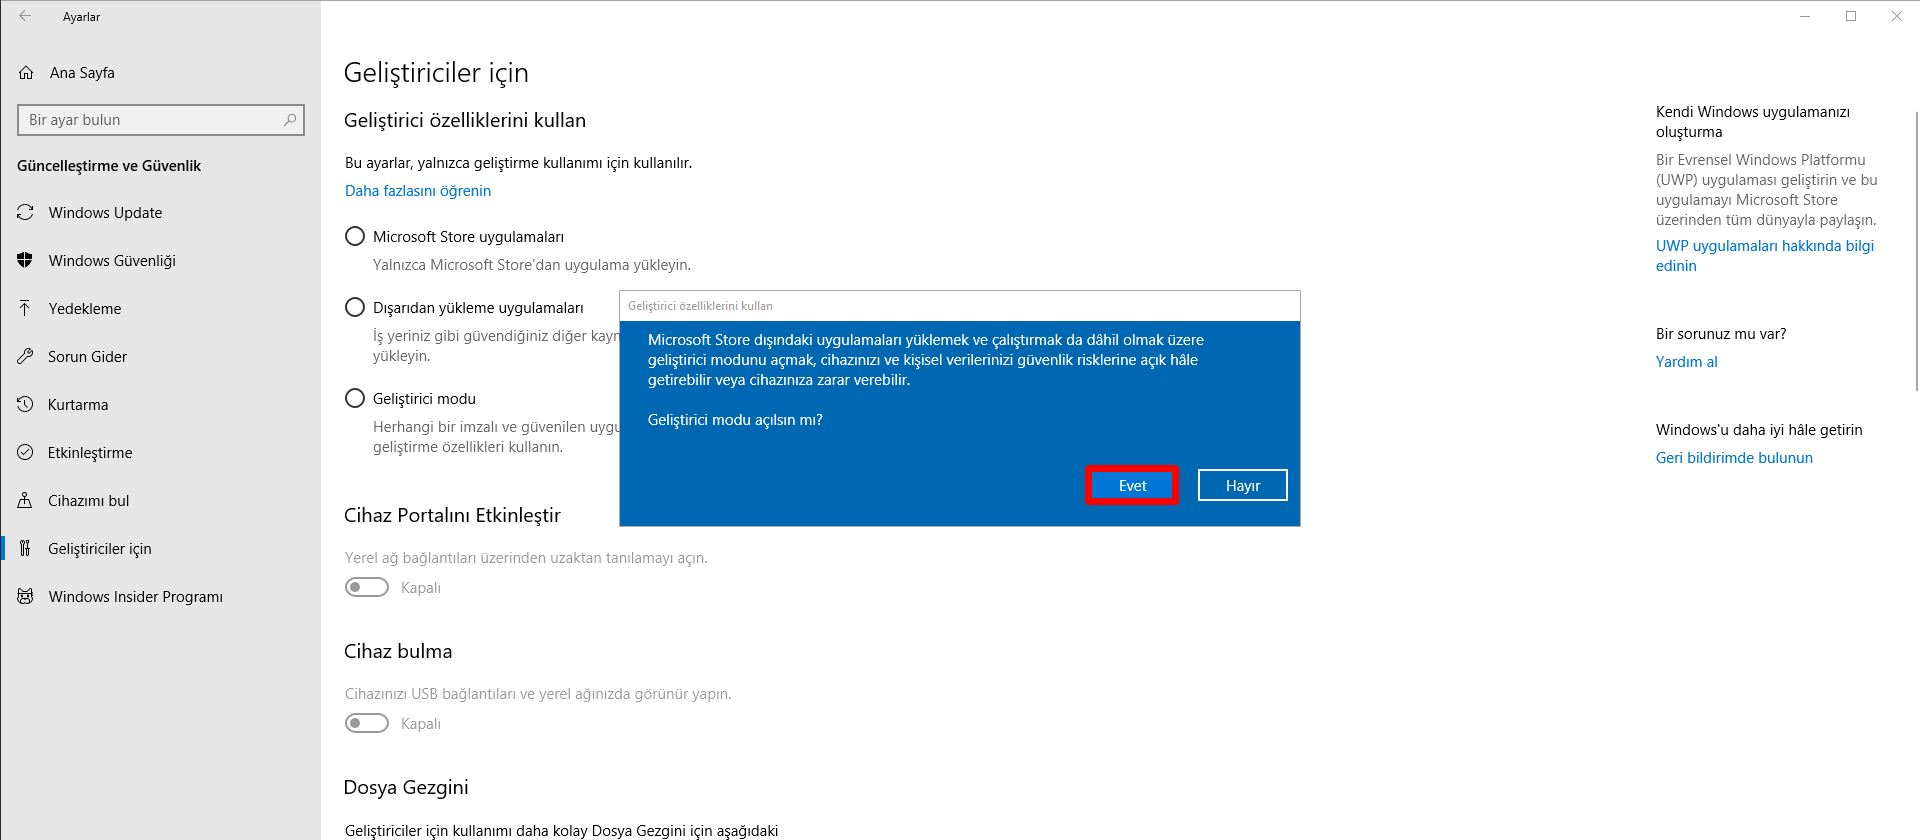 Ayarlar
Ana Sayfa
Bir ayar bulun
Güncelleştirme ve Güvenlik
Windows Update
Windows Güvenliği
Yedekleme
Sorun Gider
Kurtarma
Etkinleştirme
Cihazımı bul
Geliştiriciler için
Windows Insider Programı
Geliştiriciler için
Geliştirici özelliklerini kullan
Bu ayarlar, yalnızca geliştirme kullanımı için kullanılır.
Daha fazlasını öğrenin
Microsoft Store uygulamaları
Yalnızca Microsoft Store'dan uygulama yükleyin.
Dışarıdan yükleme uygulamaları
İş yeriniz gibi güvendiğiniz diğer kayn
yükleyin.
Geliştirici modu
Herhangi bir imzalı ve güvenilen uygu
geliştirme özellikleri kullanın.
Cihaz Portalını Etkinleştir
Yerel ağ bağlantıları üzerinden uzaktan tanılamayı açın.
Kapalı
Cihaz bulma
Cihazınızı USB bağlantıları ve yerel ağınızda görünür yapın.
Kapalı
Dosya Gezgini
Geliştiriciler için kullanımı daha kolay Dosya Gezgini için aşağıdaki
Geliştirici özelliklerini kullan
Microsoft Store dışındaki uygulamaları yüklemek ve çalıştırmak da dâhil olmak üzere
geliştirici modunu açmak, cihazınızı ve kişisel verilerinizi güvenlik risklerine açık hâle
getirebilir veya cihazınıza zarar verebilir.
Geliştirici modu açılsın mı?
Evet
Hayır
Kendi Windows uygulamanızı
oluşturma
Bir Evrensel Windows Platformu
(UWP) uygulaması geliştirin ve bu
uygulamayı Microsoft Store
üzerinden tüm dünyayla paylaşın.
UWP uygulamaları hakkında bilgi
edinin
Bir sorunuz mu var?
Yardım al
Windows'u daha iyi hâle getirin
Geri bildirimde bulunun